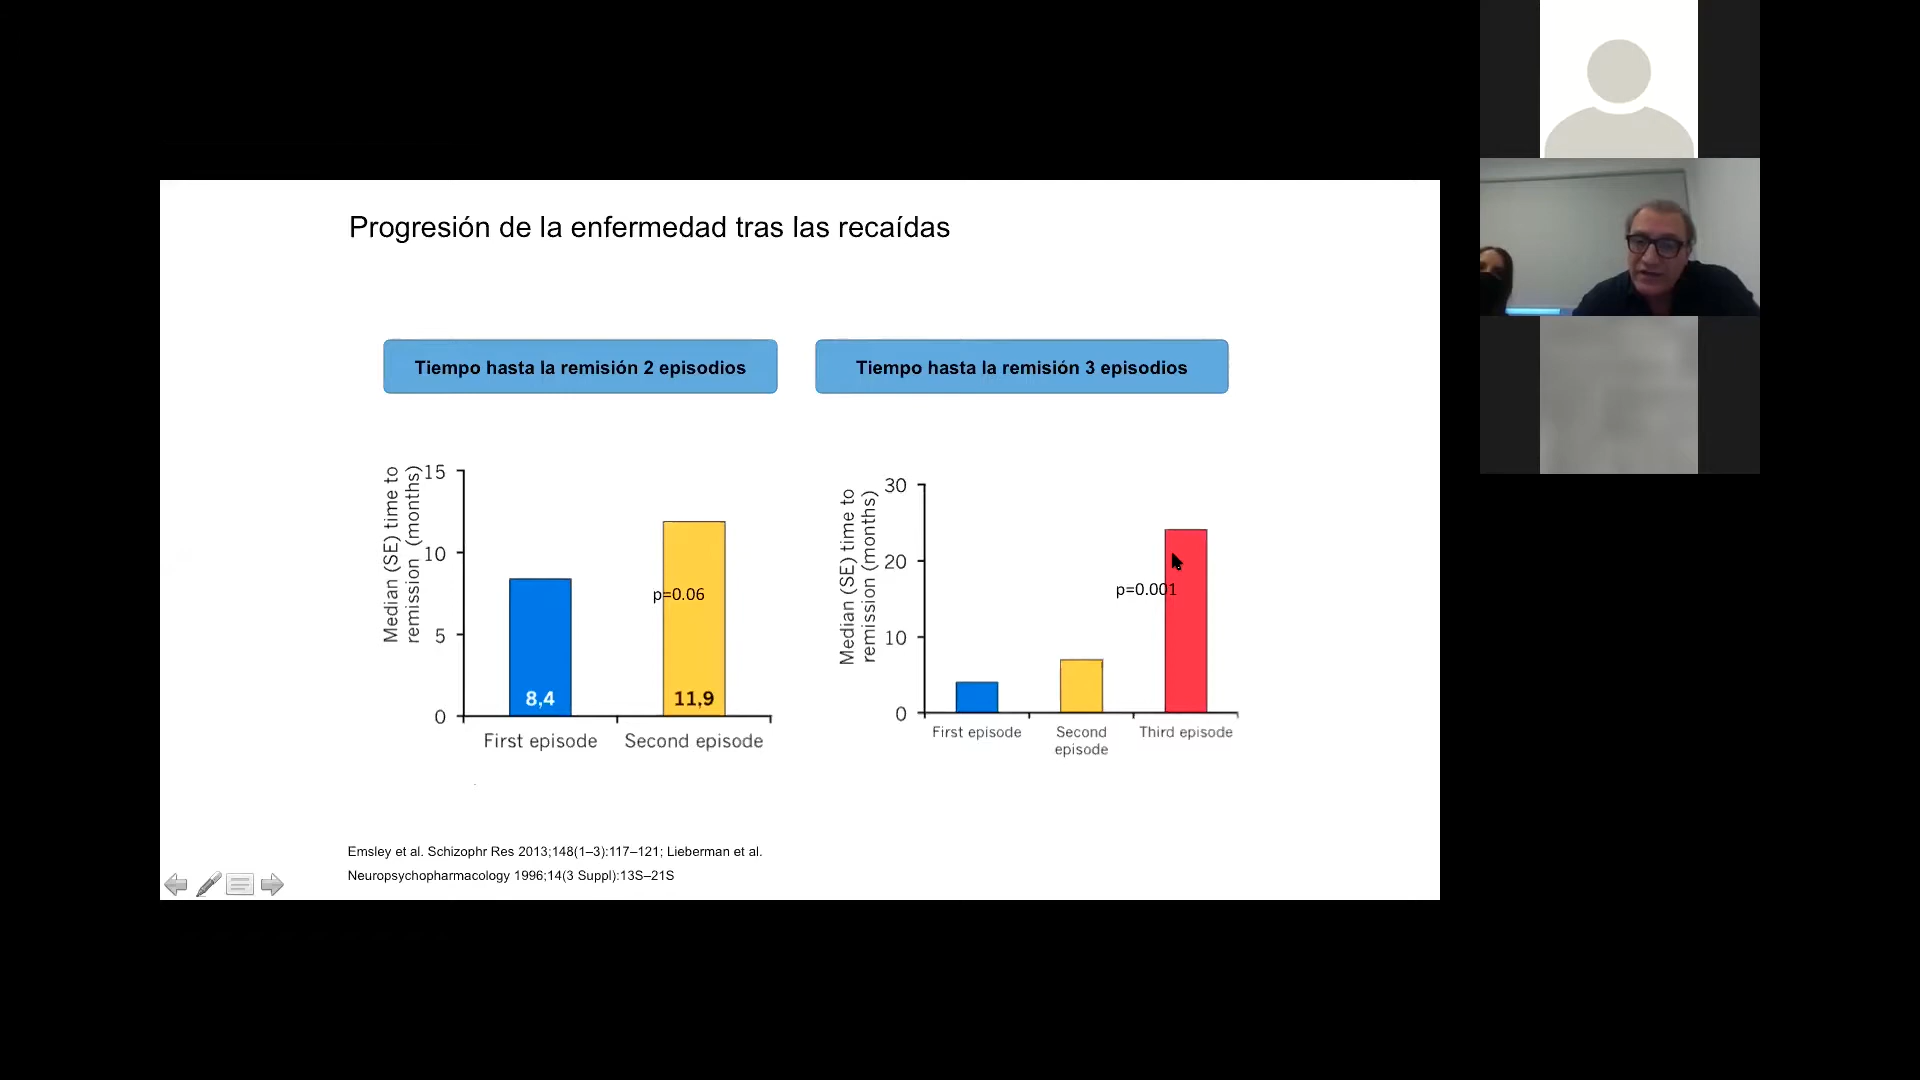 Progresión de la enfermedad tras las recaídas
Tiempo hasta la remisión 2 episodios
Tiempo hasta la remisión 3 episodios
Median (SE) time to
remission (months)
15
10
5
0
p=0.06
8,4
11,9
First episode
Second episode
Median (SE) time to
remission (months)
30
20
10
0
p=0.001
First episode
Second
episode
Third episode
Emsley et al. Schizophr Res 2013;148(1–3):117–121; Lieberman et al.
Neuropsychopharmacology 1996;14(3 Suppl):13S–21S